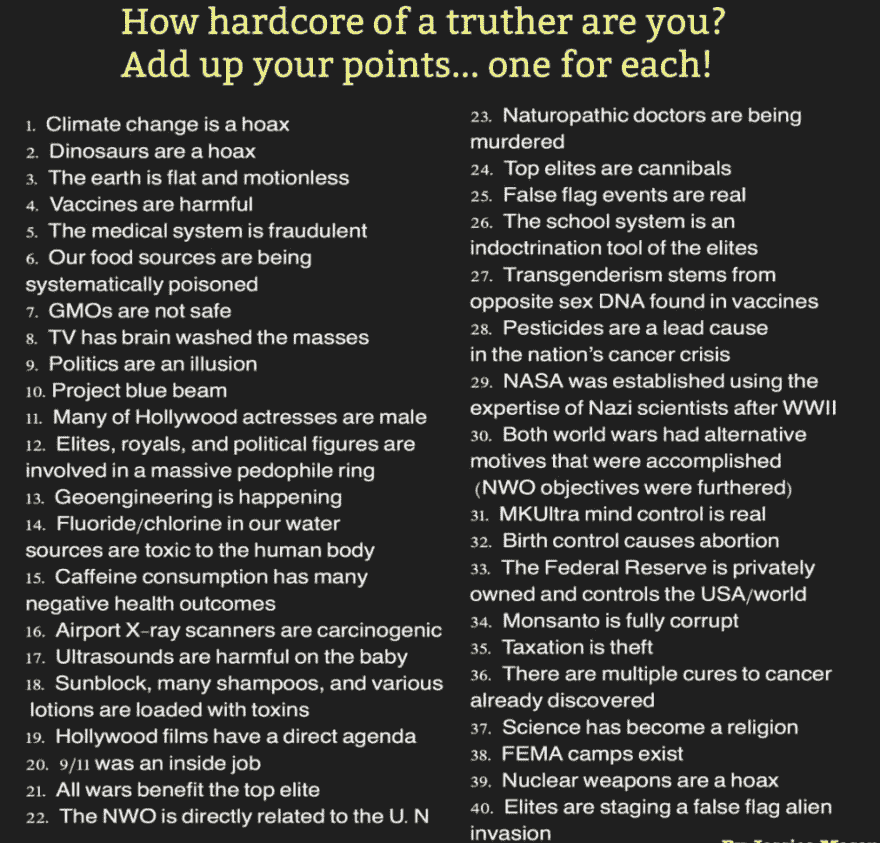 How hardcore of a truther are you?
Add up your points... one for each!
1. Climate change is a hoax
2. Dinosaurs are a hoax
3. The earth is flat and motionless
4. Vaccines are harmful
5. The medical system is fraudulent
6. Our food sources are being
systematically poisoned
7. GMOs are not safe
8. TV has brain washed the masses
9. Politics are an illusion
10. Project blue beam
11. Many of Hollywood actresses are male
12. Elites, royals, and political figures are
involved in a massive pedophile ring
13. Geoengineering is happening
14. Fluoride/chlorine in our water
sources are toxic to the human body
15. Caffeine consumption has many
negative health outcomes
16. Airport X-ray scanners are carcinogenic
17. Ultrasounds are harmful on the baby
18. Sunblock, many shampoos, and various
lotions are loaded with toxins
19. Hollywood films have a direct agenda
20. 9/11 was an inside job
21. All wars benefit the top elite
22. The NWO is directly related to the U. N
23. Naturopathic doctors are being
murdered
24. Top elites are cannibals
25. False flag events are real
26. The school system is an
indoctrination tool of the elites
27. Transgenderism stems from
opposite sex DNA found in vaccines
28. Pesticides are a lead cause
in the nation's cancer crisis
29. NASA was established using the
expertise of Nazi scientists after WWII
30. Both world wars had alternative
motives that were accomplished
(NWO objectives were furthered)
31. MKUltra mind control is real
32. Birth control causes abortion
33. The Federal Reserve is privately
owned and controls the USA/world
34. Monsanto is fully corrupt
35. Taxation is theft
36. There are multiple cures to cancer
already discovered
37. Science has become a religion
38. FEMA camps exist
39. Nuclear weapons are a hoax
40. Elites are staging a false flag alien
invasion